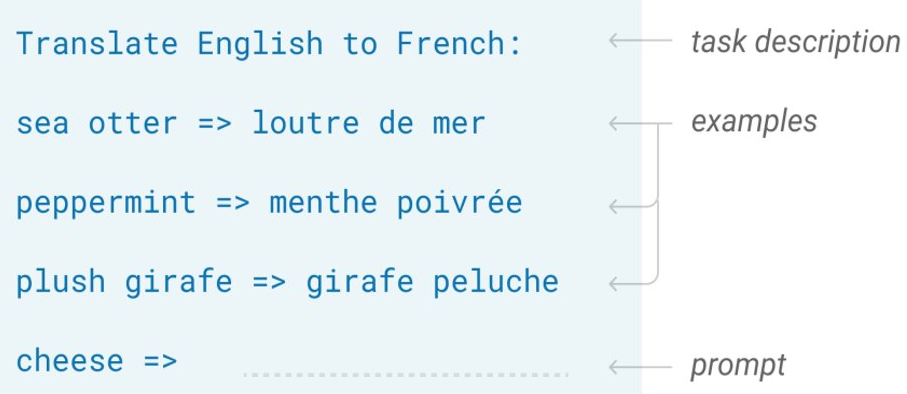 Translate English to French:
task description
sea otter => loutre de mer
examples
peppermint => menthe poivrée
plush girafe => girafe peluche
cheese =>
prompt